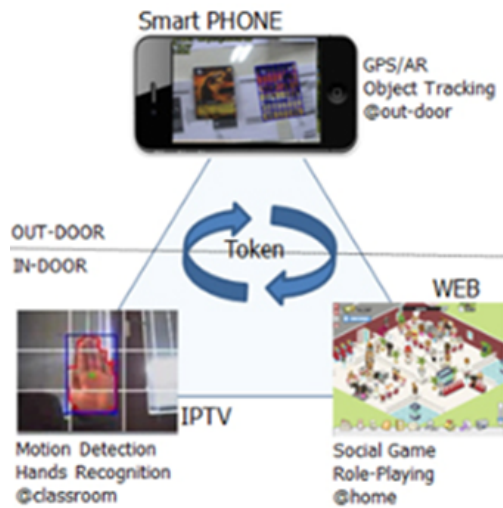 Smart PHONE
GPS/AR
Object Tracking
@out-door
OUT-DOOR
Token
IN-DOOR
WEB
IPTV
Motion Detection
Hands Recognition
@classroom
Social Game
Role-Playing
@home